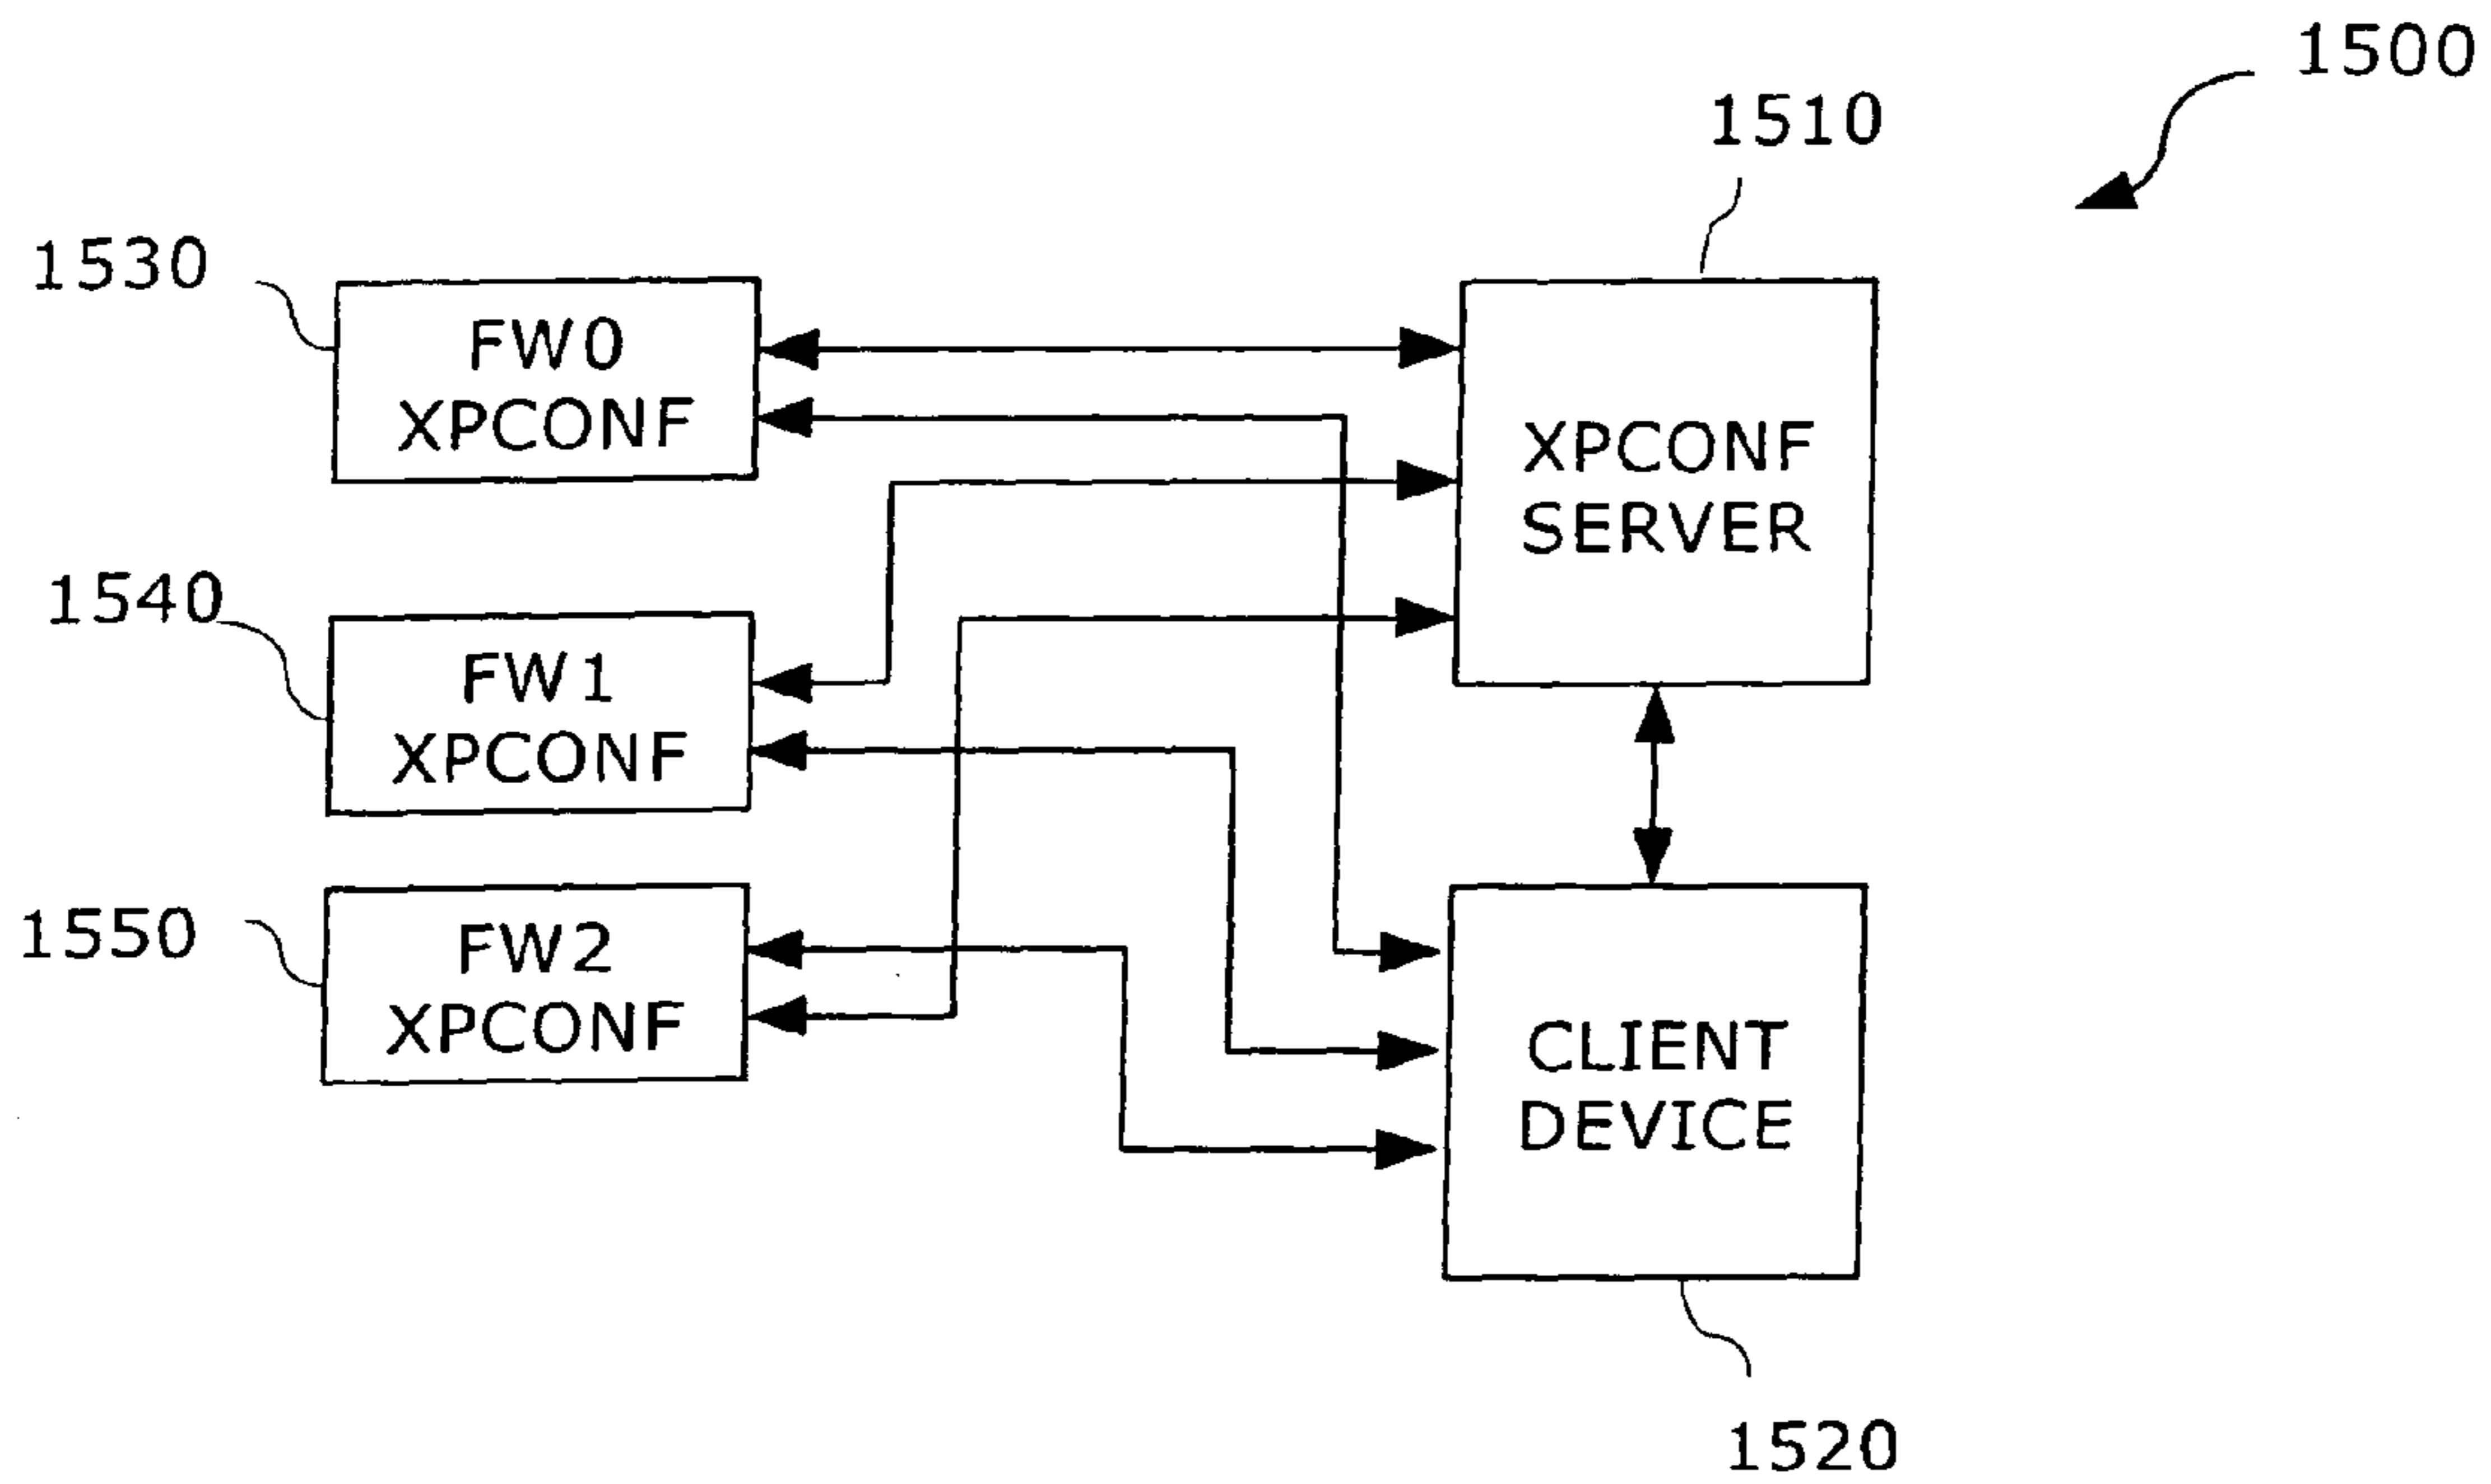 1500
1510
1530
FW0
XPCONF
XPCONF
SERVER
1540
FW1
XPCONF
1550
FW2
XPCONF
CLIENT
DEVICE
1520